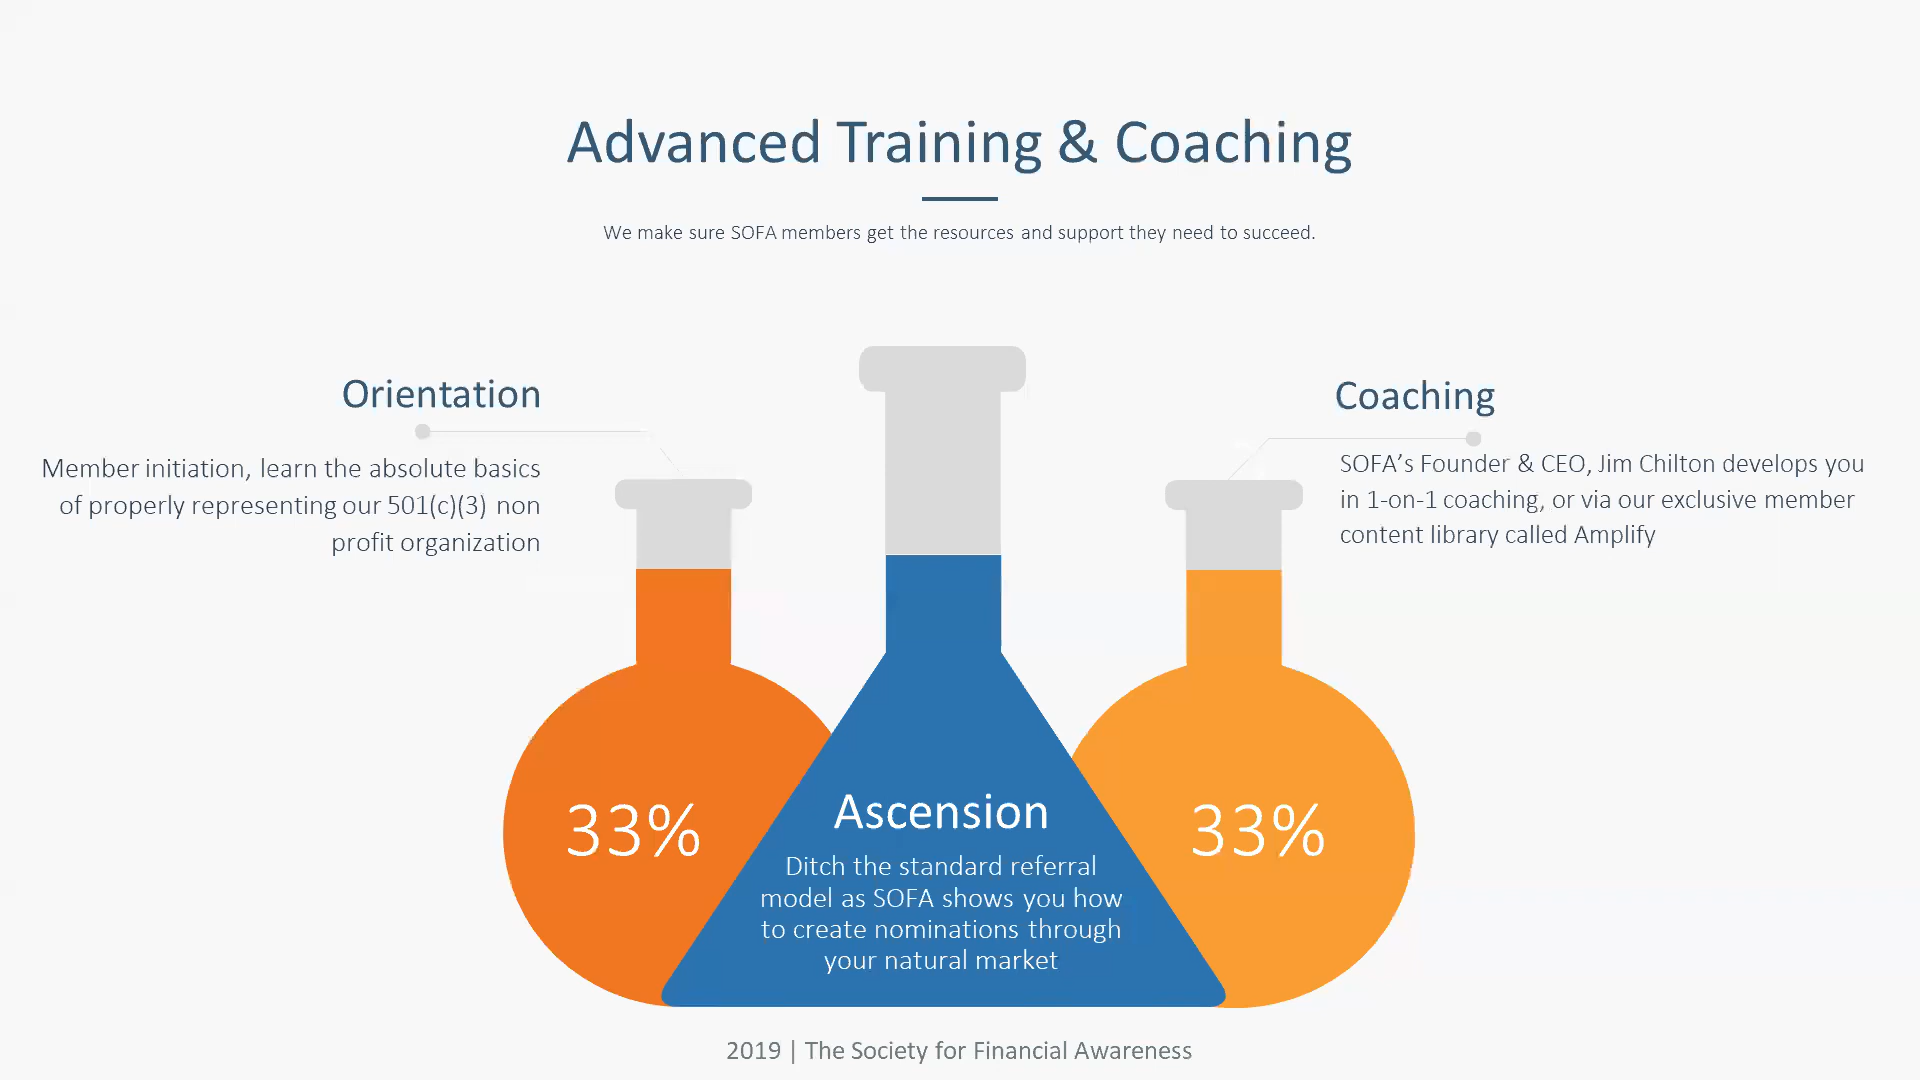 Advanced Training & Coaching
We make sure SOFA members get the resources and support they need to succeed.
Orientation
Member initiation, learn the absolute basics
of properly representing our 501(c)(3) non
profit organization
Coaching
SOFA’s Founder & CEO, Jim Chilton develops you
in 1-on-1 coaching, or via our exclusive member
content library called Amplify
33%
Ascension
Ditch the standard referral
model as SOFA shows you how
to create nominations through
your natural market
33%
2019 | The Society for Financial Awareness